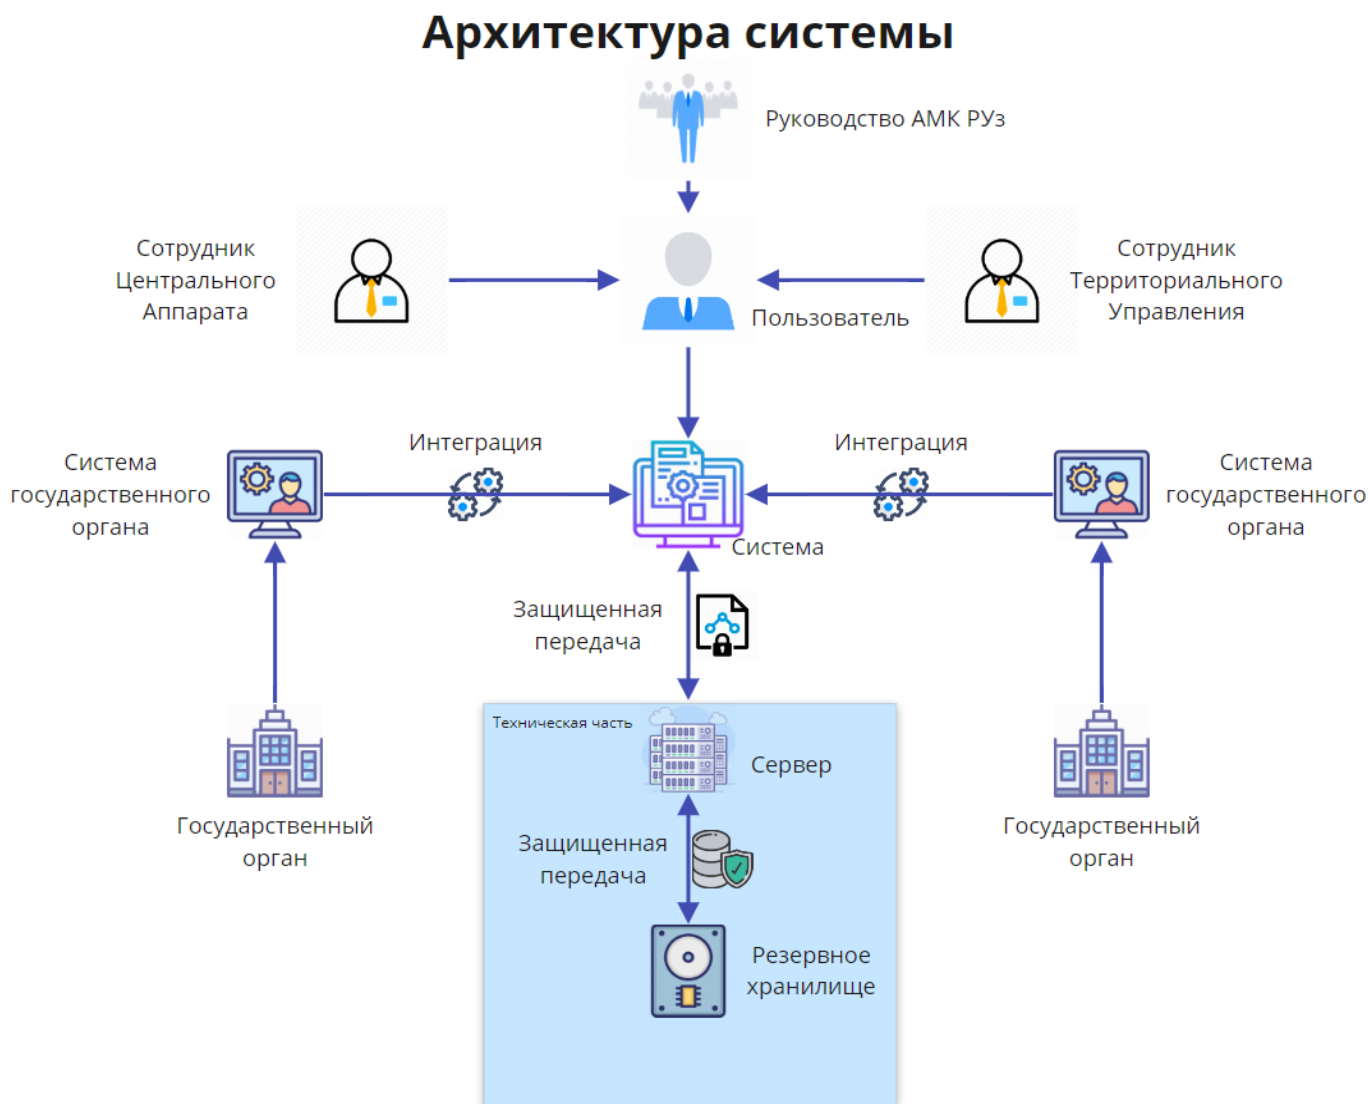 Архитектура системы
Руководство АМК РУз
Сотрудник
Центрального
Аппарата
Пользователь
Сотрудник
Территориального
Управления
Система
государственного
органа
Интеграция
Система
Интеграция
Система
государственного
органа
Защищенная
передача
Техническая часть
Сервер
Государственный
орган
Государственный
орган
Защищенная
передача
Резервное
хранилище